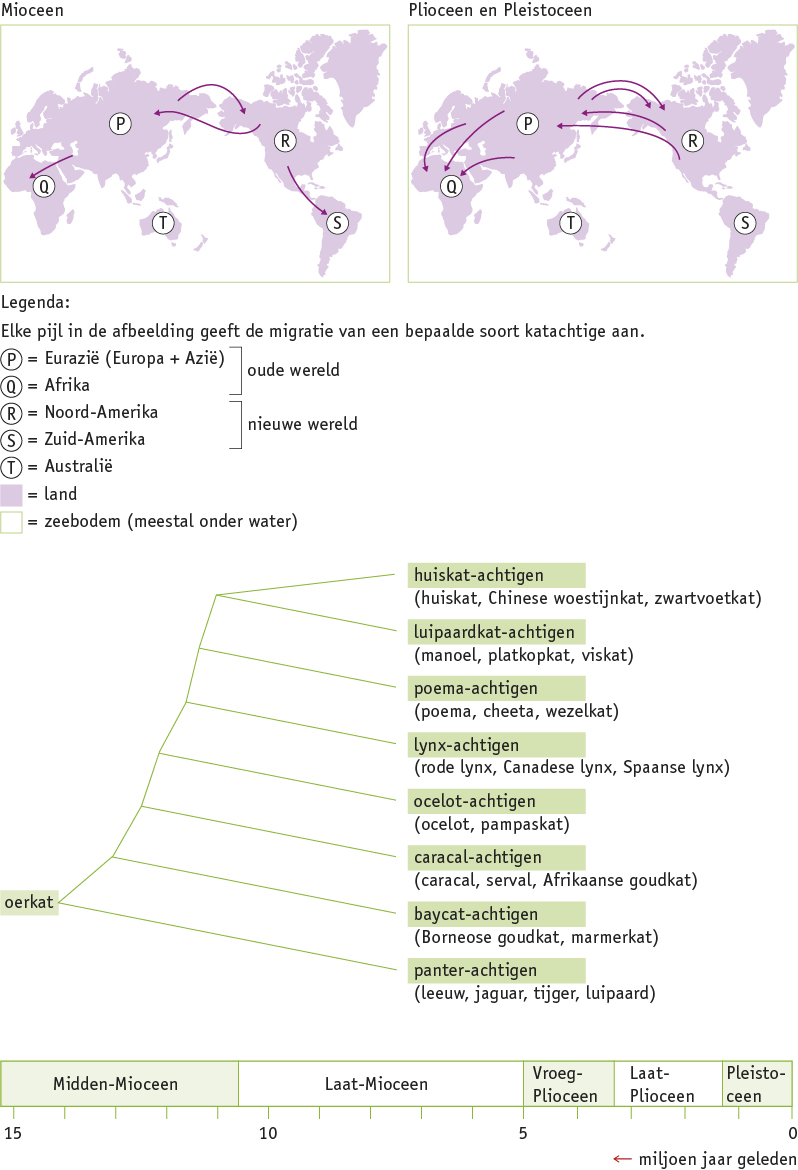 Mioceen
Plioceen en Pleistoceen
P
R
Q
T
S
P
R
Q
T
S
Legenda:
Elke pijl in de afbeelding geeft de migratie van een bepaalde soort katachtige aan.
P = Eurazië (Europa + Azië)
oude wereld
Q = Afrika
R = Noord-Amerika
nieuwe wereld
S = Zuid-Amerika
T = Australië
= land
= zeebodem (meestal onder water)
huiskat-achtigen
(huiskat, Chinese woestijnkat, zwartvoetkat)
luipaardkat-achtigen
(manoel, platkopkat, viskat)
poema-achtigen
(poema, cheeta, wezelkat)
lynx-achtigen
(rode lynx, Canadese lynx, Spaanse lynx)
ocelot-achtigen
(ocelot, pampaskat)
caracal-achtigen
(caracal, serval, Afrikaanse goudkat)
oerkat
baycat-achtigen
(Borneose goudkat, marmerkat)
panter-achtigen
(leeuw, jaguar, tijger, luipaard)
Midden-Mioceen
Laat-Mioceen
Vroeg-
Plioceen
Laat-
Plioceen
Pleisto-
ceen
15 10 5 0
← miljoen jaar geleden